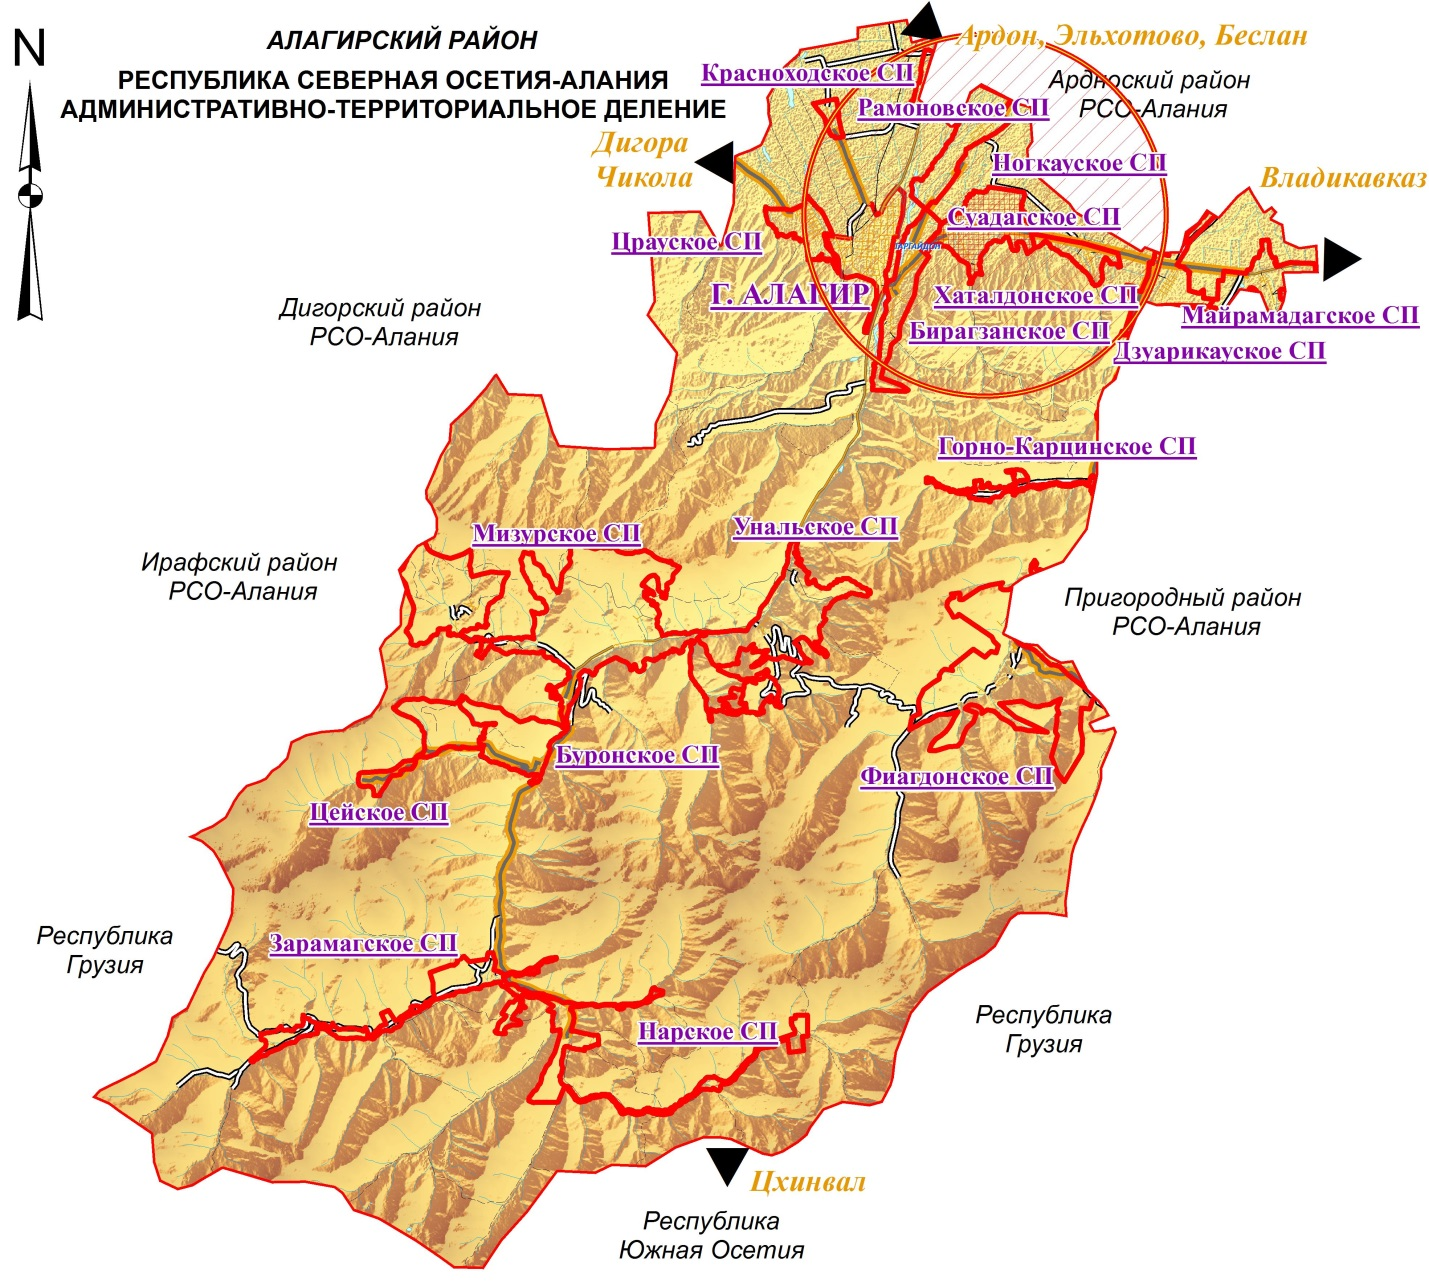 N
АЛАГИРСКИЙ РАЙОН
РЕСПУБЛИКА СЕВЕРНАЯ ОСЕТИЯ-АЛАНИЯ
АДМИНИСТРАТИВНО-ТЕРРИТОРИАЛЬНОЕ ДЕЛЕНИЕ
Ардон, Эльхотово, Беслан
Красноходское СП
Ардноский район
РСО-Алания
Рамоновское СП
Дигора
Чикола
Ногкауское СП
Владикавказ
Суадагское СП
Црауское СП
Г. АЛАГИР
Хаталдонское СП
Бирагзанское СП
Майрамадагское СП
Дзуарикауское СП
Дигорский район
РСО-Алания
Горно-Карцинское СП
Мизурское СП
Унальское СП
Ирафский район
РСО-Алания
Пригородный район
РСО-Алания
Буронское СП
Фиагдонское СП
Цейское СП
Республика
Грузия
Зарамагское СП
Нарское СП
Республика
Грузия
Цхинвал
Республика
Южная Осетия